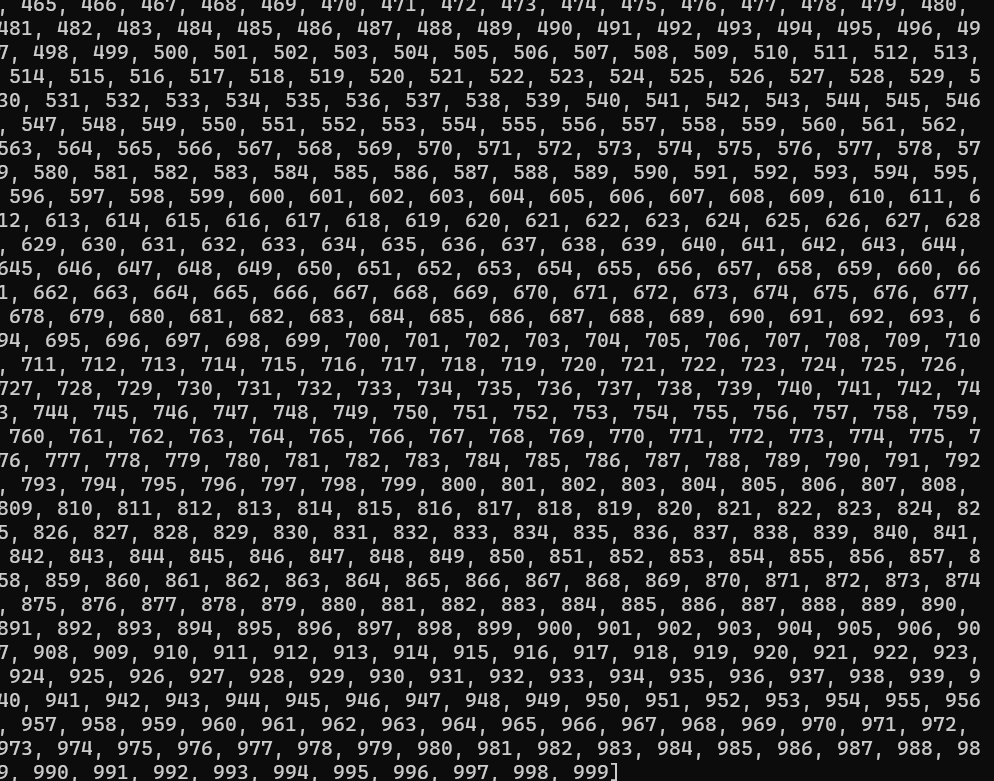 , 465, 466, 467, 468, 469, 470, 471, 472, 473, 474, 475, 476, 477, 478, 479, 480,
481, 482, 483, 484, 485, 486, 487, 488, 489, 490, 491, 492, 493, 494, 495, 496, 49
7, 498, 499, 500, 501, 502, 503, 504, 505, 506, 507, 508, 509, 510, 511, 512, 513,
514, 515, 516, 517, 518, 519, 520, 521, 522, 523, 524, 525, 526, 527, 528, 529, 5
30, 531, 532, 533, 534, 535, 536, 537, 538, 539, 540, 541, 542, 543, 544, 545, 546
, 547, 548, 549, 550, 551, 552, 553, 554, 555, 556, 557, 558, 559, 560, 561, 562,
563, 564, 565, 566, 567, 568, 569, 570, 571, 572, 573, 574, 575, 576, 577, 578, 57
9, 580, 581, 582, 583, 584, 585, 586, 587, 588, 589, 590, 591, 592, 593, 594, 595,
596, 597, 598, 599, 600, 601, 602, 603, 604, 605, 606, 607, 608, 609, 610, 611, 6
12, 613, 614, 615, 616, 617, 618, 619, 620, 621, 622, 623, 624, 625, 626, 627, 628
, 629, 630, 631, 632, 633, 634, 635, 636, 637, 638, 639, 640, 641, 642, 643, 644,
645, 646, 647, 648, 649, 650, 651, 652, 653, 654, 655, 656, 657, 658, 659, 660, 66
1, 662, 663, 664, 665, 666, 667, 668, 669, 670, 671, 672, 673, 674, 675, 676, 677,
678, 679, 680, 681, 682, 683, 684, 685, 686, 687, 688, 689, 690, 691, 692, 693, 6
94, 695, 696, 697, 698, 699, 700, 701, 702, 703, 704, 705, 706, 707, 708, 709, 710
, 711, 712, 713, 714, 715, 716, 717, 718, 719, 720, 721, 722, 723, 724, 725, 726,
727, 728, 729, 730, 731, 732, 733, 734, 735, 736, 737, 738, 739, 740, 741, 742, 74
3, 744, 745, 746, 747, 748, 749, 750, 751, 752, 753, 754, 755, 756, 757, 758, 759,
760, 761, 762, 763, 764, 765, 766, 767, 768, 769, 770, 771, 772, 773, 774, 775, 7
76, 777, 778, 779, 780, 781, 782, 783, 784, 785, 786, 787, 788, 789, 790, 791, 792
, 793, 794, 795, 796, 797, 798, 799, 800, 801, 802, 803, 804, 805, 806, 807, 808,
809, 810, 811, 812, 813, 814, 815, 816, 817, 818, 819, 820, 821, 822, 823, 824, 82
5, 826, 827, 828, 829, 830, 831, 832, 833, 834, 835, 836, 837, 838, 839, 840, 841,
842, 843, 844, 845, 846, 847, 848, 849, 850, 851, 852, 853, 854, 855, 856, 857, 8
58, 859, 860, 861, 862, 863, 864, 865, 866, 867, 868, 869, 870, 871, 872, 873, 874
, 875, 876, 877, 878, 879, 880, 881, 882, 883, 884, 885, 886, 887, 888, 889, 890,
891, 892, 893, 894, 895, 896, 897, 898, 899, 900, 901, 902, 903, 904, 905, 906, 90
7, 908, 909, 910, 911, 912, 913, 914, 915, 916, 917, 918, 919, 920, 921, 922, 923,
924, 925, 926, 927, 928, 929, 930, 931, 932, 933, 934, 935, 936, 937, 938, 939, 9
40, 941, 942, 943, 944, 945, 946, 947, 948, 949, 950, 951, 952, 953, 954, 955, 956
, 957, 958, 959, 960, 961, 962, 963, 964, 965, 966, 967, 968, 969, 970, 971, 972,
973, 974, 975, 976, 977, 978, 979, 980, 981, 982, 983, 984, 985, 986, 987, 988, 98
9, 990, 991, 992, 993, 994, 995, 996, 997, 998, 999]